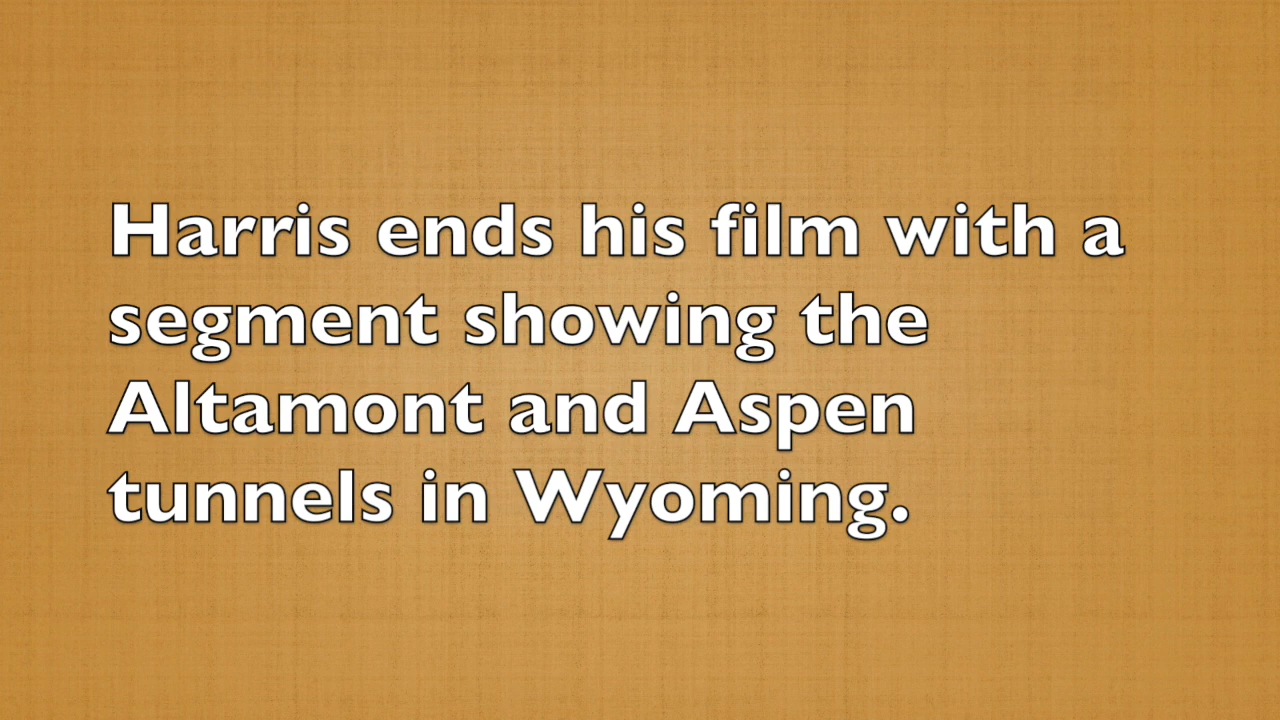 Harris ends his film with a
segment showing the
Altamont and Aspen
tunnels in Wyoming.